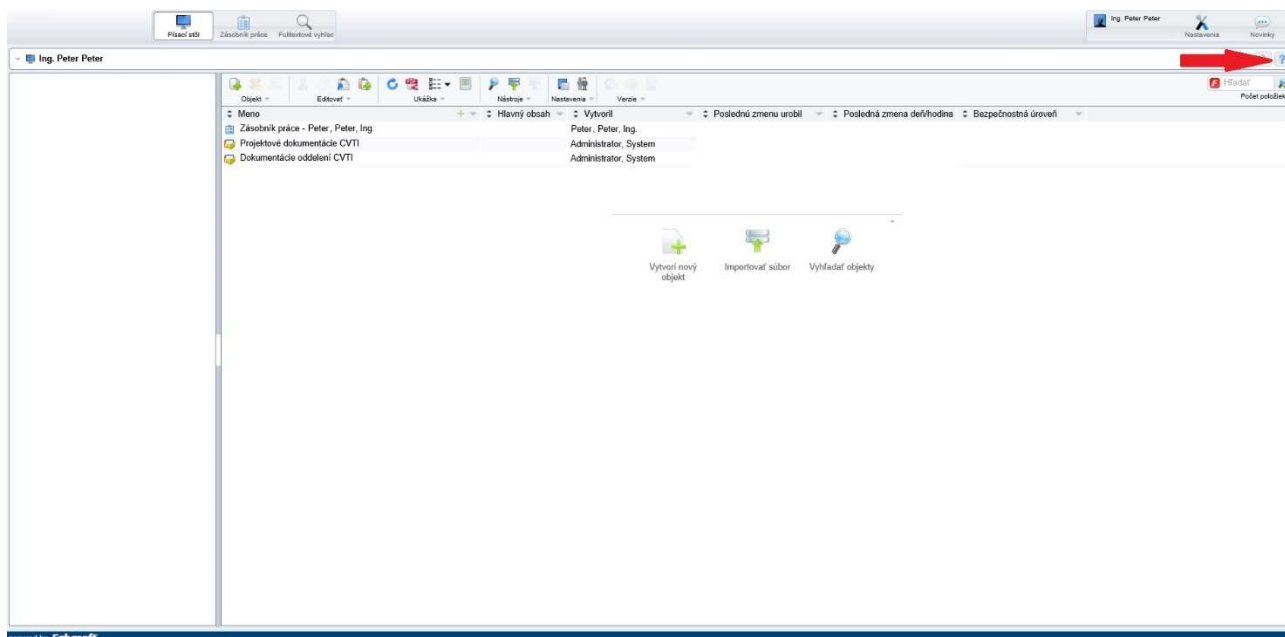 Ing. Peter Peter
Písací stôl Zásobník práce Fulltextové vyhľad Nastavenia Novinky
Ing. Peter Peter ?
Hľadať
Objekt Editovať Ukážka Nástroje Nastavenia Verzie Počet položiek
Meno Hlavný obsah Vytvoril Poslednú zmenu urobil Posledná zmena deň/hodina Bezpečnostná úroveň
Zásobník práce - Peter, Peter, Ing. Peter, Peter, Ing.
Projektové dokumentácie CVTI Administrator, System
Dokumentácie oddelení CVTI Administrator, System
Vytvorí nový objekt
Importovať súbor
Vyhľadať objekty